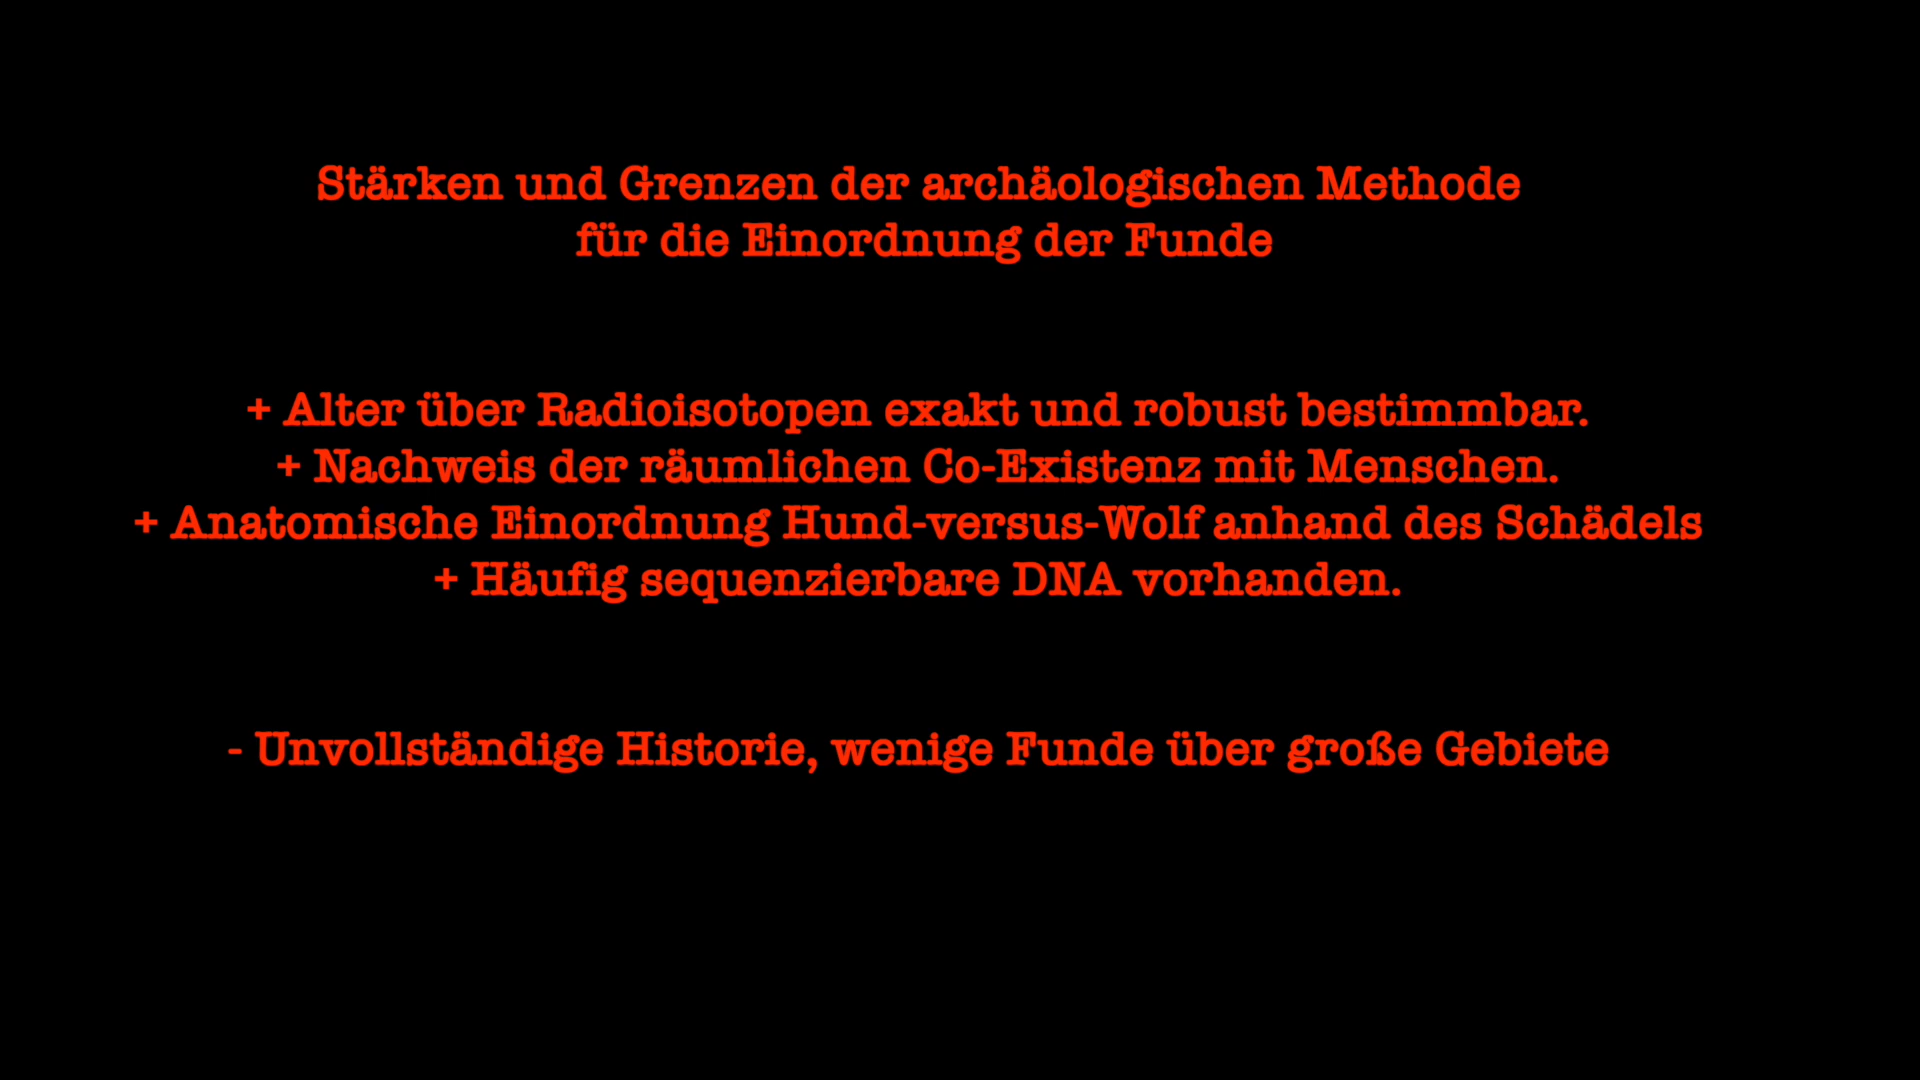 Stärken und Grenzen der archäologischen Methode
für die Einordnung der Funde
+ Alter über Radioisotopen exakt und robust bestimmbar.
+ Nachweis der räumlichen Co-Existenz mit Menschen.
+ Anatomische Einordnung Hund-versus-Wolf anhand des Schädels
+ Häufig sequenzierbare DNA vorhanden.
- Unvollständige Historie, wenige Funde über große Gebiete